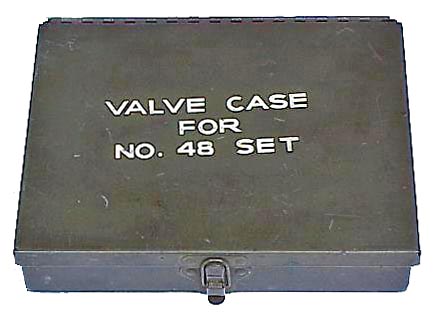 VALVE CASE
FOR
NO. 48 SET